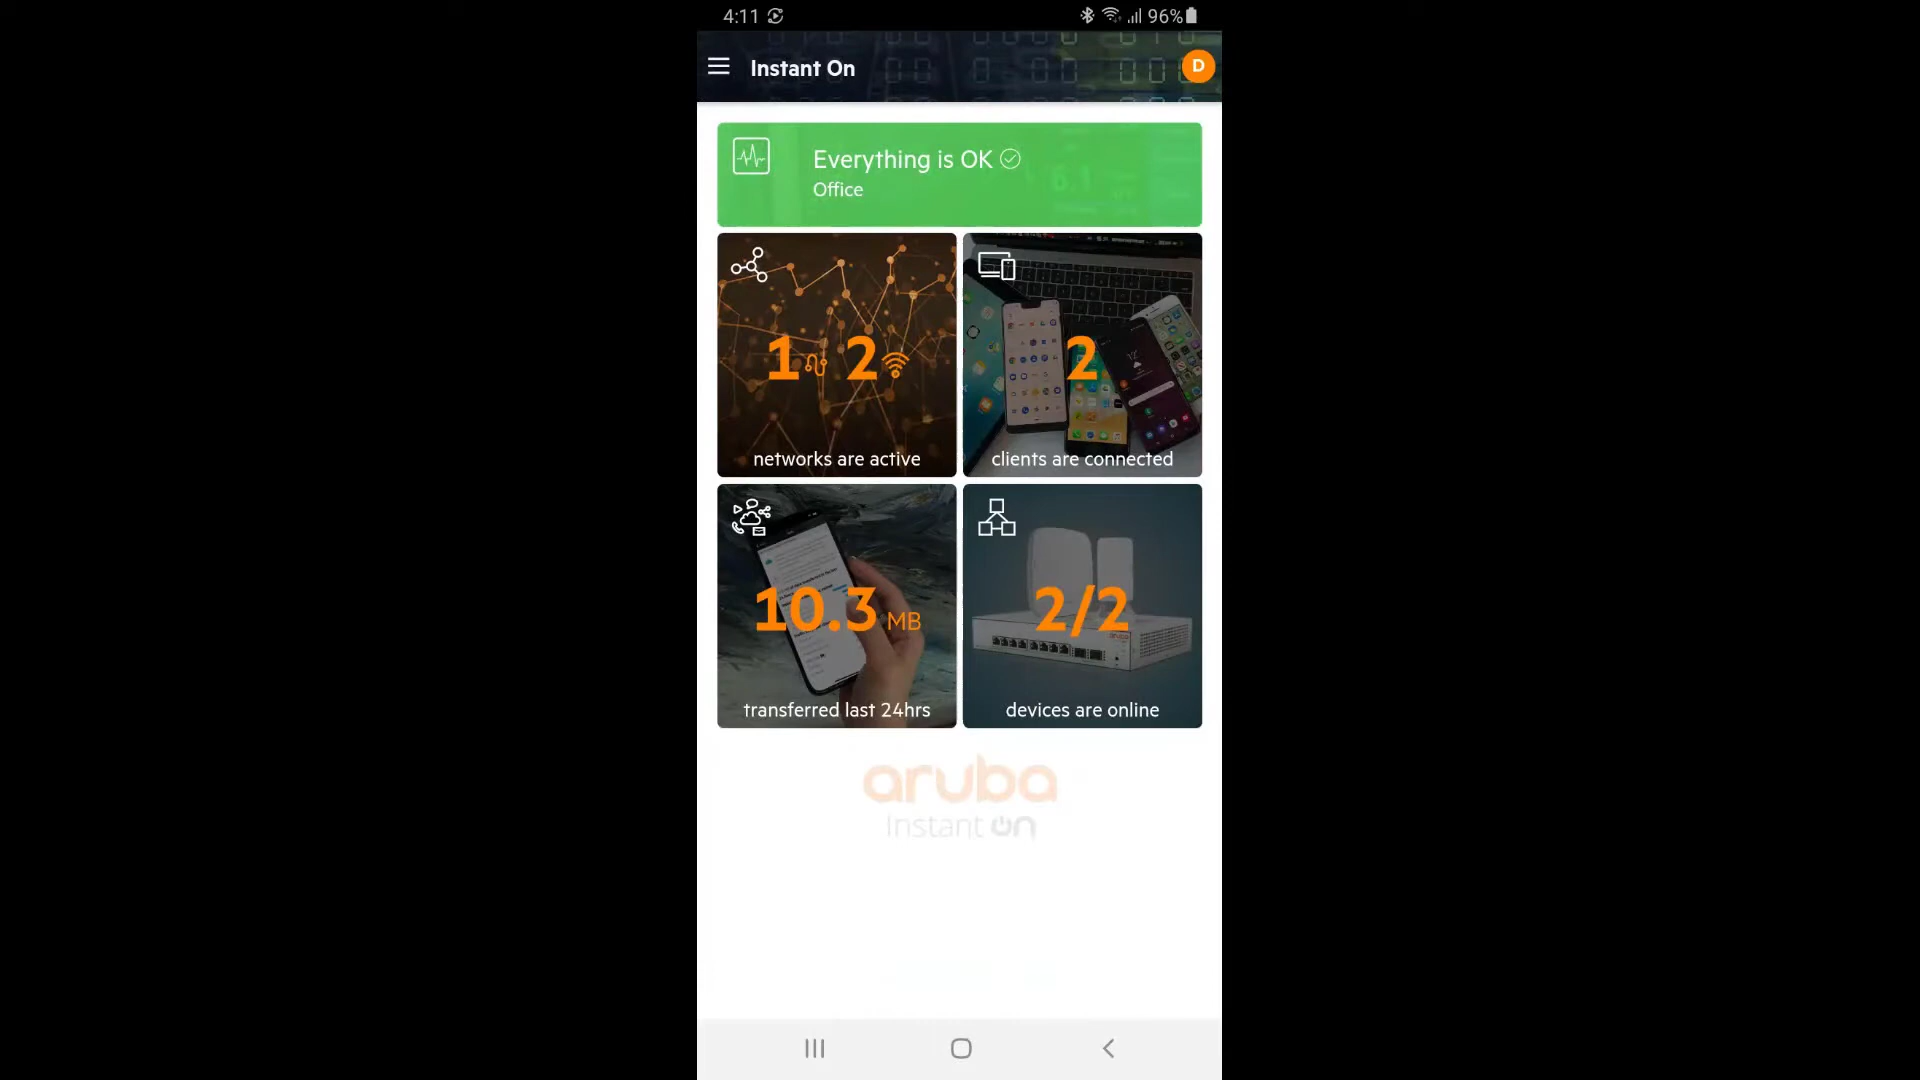 4:11
96%
Instant On
D
Everything is OK
Office
1 2
networks are active
2
clients are connected
10.3 MB
transferred last 24hrs
2/2
devices are online
aruba
Instant On